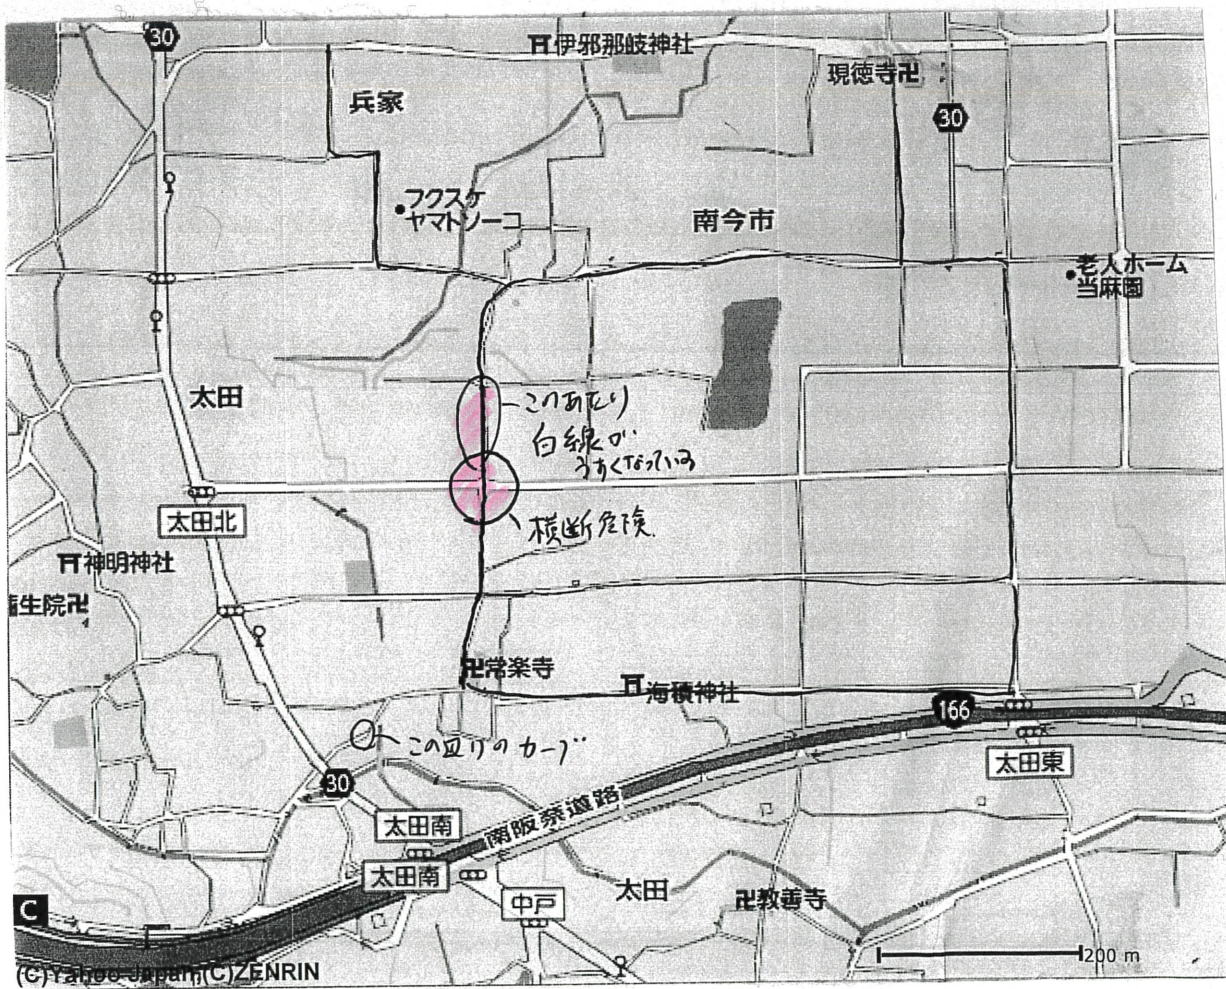 30
伊邪那岐神社
現徳寺
兵家
30
フクスケ
ヤマトソーコ
南今市
老人ホーム
当麻園
太田
このあたり
白線が
うすくなっている
太田北
横断危険
神明神社
生院
常楽寺
海積神社
166
この辺りのカーブ
太田東
30
太田南
南阪奈道路
太田南
太田
中戸
教善寺
C
200 m
(C)Yahoo Japan,(C)ZENRIN